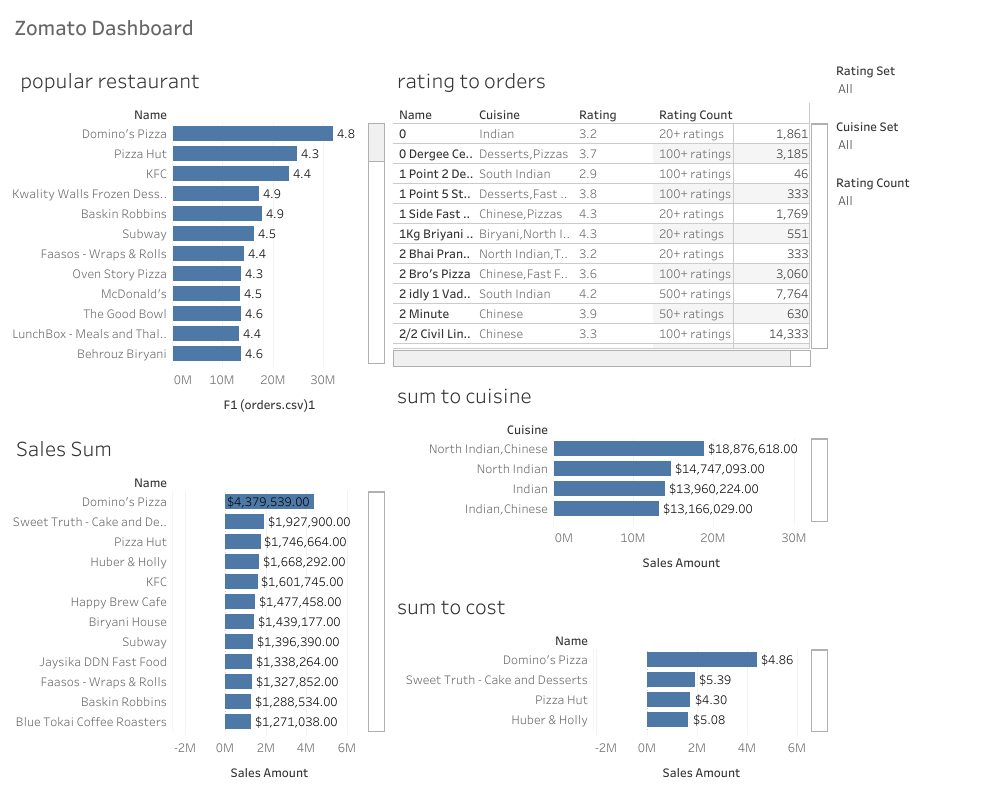 Zomato Dashboard
popular restaurant
Name
Domino's Pizza 4.8
Pizza Hut 4.3
KFC 4.4
Kwality Walls Frozen Dess.. 4.9
Baskin Robbins 4.9
Subway 4.5
Faasos - Wraps & Rolls 4.4
Oven Story Pizza 4.3
McDonald's 4.5
The Good Bowl 4.6
LunchBox - Meals and Thal.. 4.4
Behrouz Biryani 4.6
0M 10M 20M 30M
F1 (orders.csv)1
rating to orders
Name Cuisine Rating Rating Count
0 Indian 3.2 20+ ratings 1,861
0 Dergee Ce.. Desserts,Pizzas 3.7 100+ ratings 3,185
1 Point 2 De.. South Indian 2.9 100+ ratings 46
1 Point 5 St.. Desserts,Fast .. 3.8 100+ ratings 333
1 Side Fast .. Chinese,Pizzas 4.3 20+ ratings 1,769
1Kg Briyani .. Biryani,North I.. 4.3 20+ ratings 551
2 Bhai Pran.. North Indian,T.. 3.2 20+ ratings 333
2 Bro's Pizza Chinese,Fast F.. 3.6 100+ ratings 3,060
2 idly 1 Vad.. South Indian 4.2 500+ ratings 7,764
2 Minute Chinese 3.9 50+ ratings 630
2/2 Civil Lin.. Chinese 3.3 100+ ratings 14,333
Rating Set
All
Cuisine Set
All
Rating Count
All
Sales Sum
Name
Domino's Pizza $4,379,539.00
Sweet Truth - Cake and De.. $1,927,900.00
Pizza Hut $1,746,664.00
Huber & Holly $1,668,292.00
KFC $1,601,745.00
Happy Brew Cafe $1,477,458.00
Biryani House $1,439,177.00
Subway $1,396,390.00
Jaysika DDN Fast Food $1,338,264.00
Faasos - Wraps & Rolls $1,327,852.00
Baskin Robbins $1,288,534.00
Blue Tokai Coffee Roasters $1,271,038.00
-2M 0M 2M 4M 6M
Sales Amount
sum to cuisine
Cuisine
North Indian,Chinese $18,876,618.00
North Indian $14,747,093.00
Indian $13,960,224.00
Indian,Chinese $13,166,029.00
0M 10M 20M 30M
Sales Amount
sum to cost
Name
Domino's Pizza $4.86
Sweet Truth - Cake and Desserts $5.39
Pizza Hut $4.30
Huber & Holly $5.08
-2M 0M 2M 4M 6M
Sales Amount